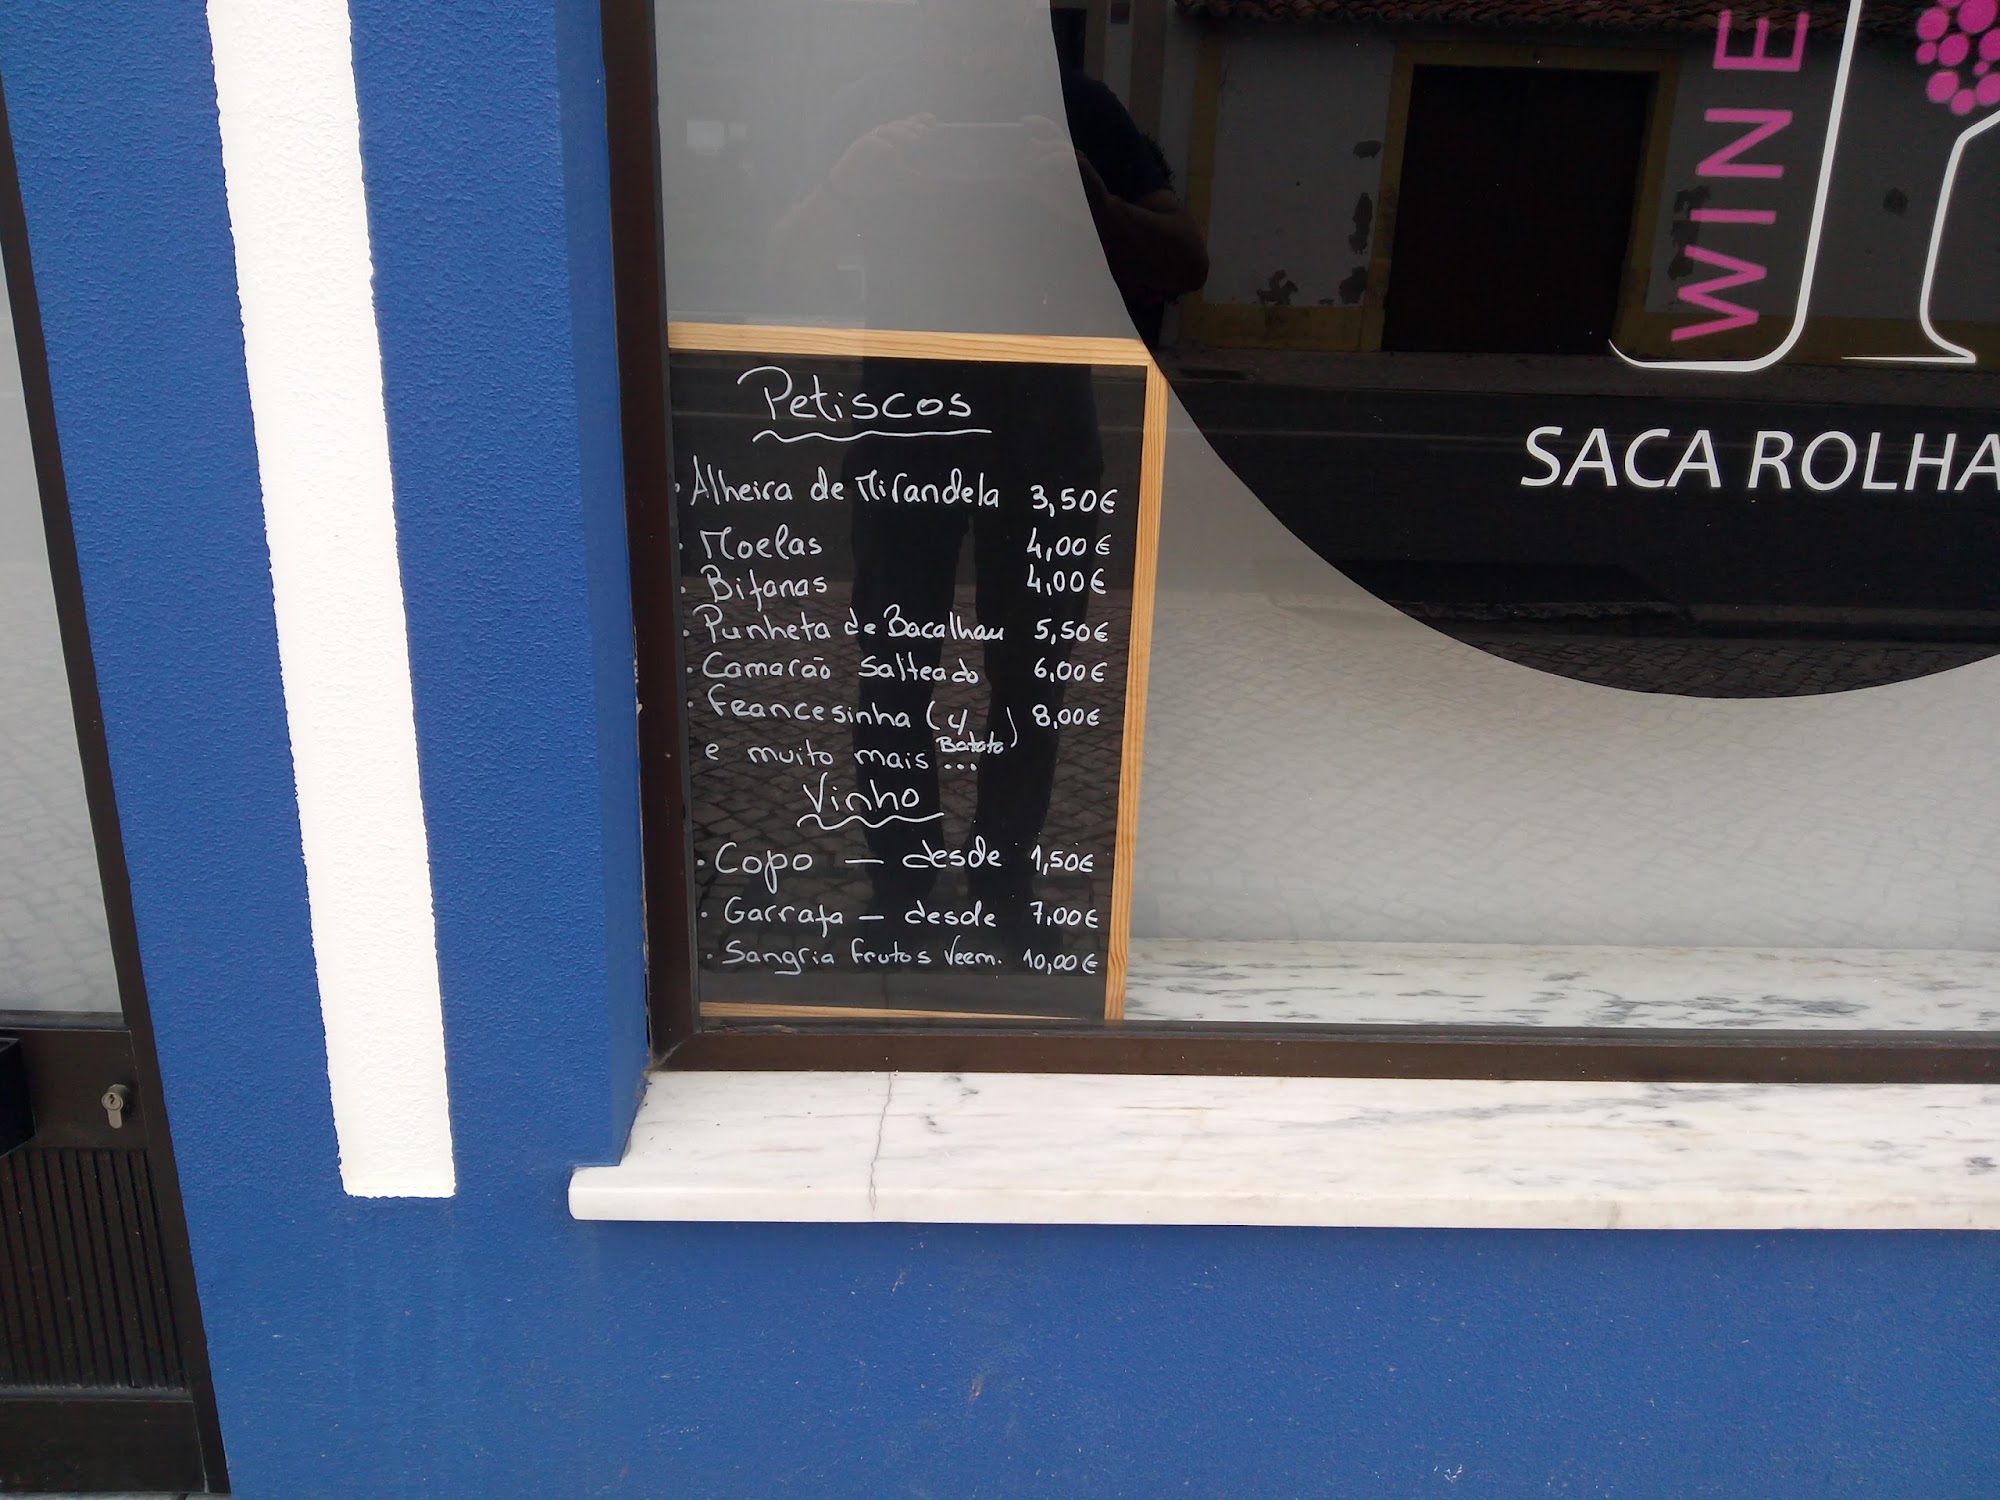 Petiscos
· Alheira de Mirandela 3,50€
· Moelas 4,00€
· Bifanas 4,00€
· Punheta de Bacalhau 5,50€
· Camarão Salteado 6,00€
· Francesinha (c/ Batata) 8,00€
e muito mais ...
Vinho
· Copo — desde 1,50€
· Garrafa — desde 7,00€
· Sangria Frutos Verm. 10,00€
WINE
SACA ROLHA